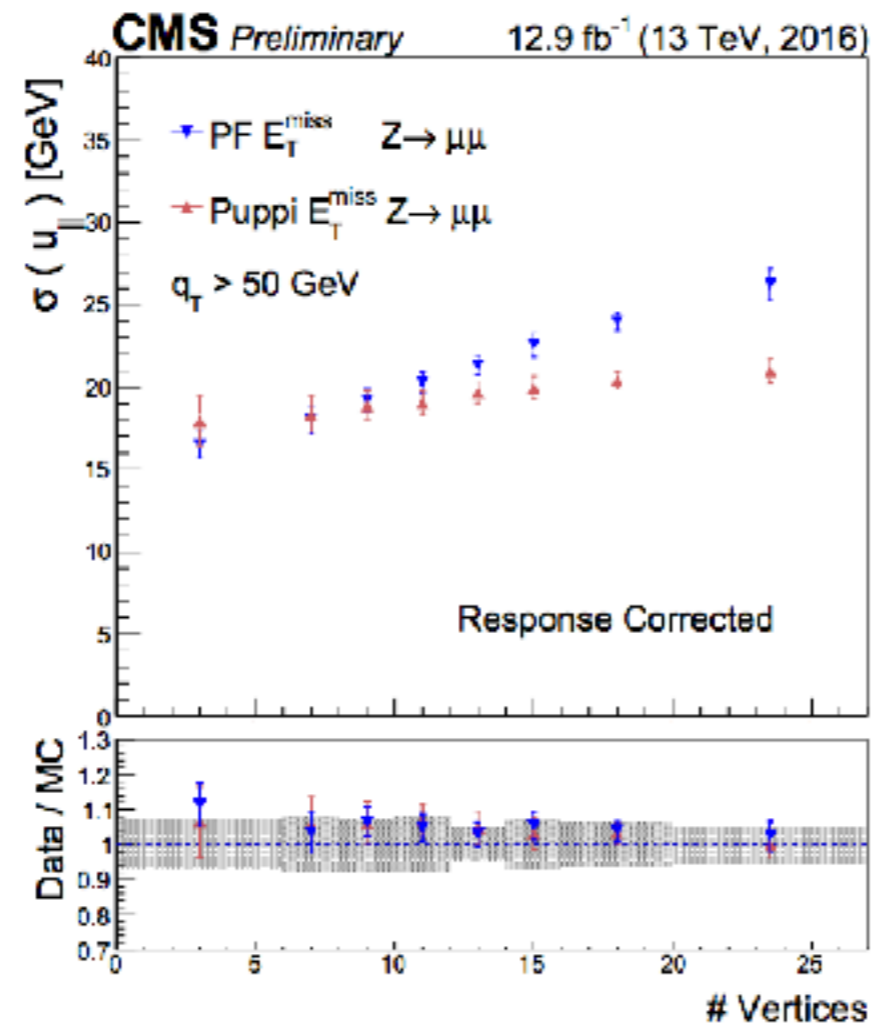 CMS Preliminary 12.9 fb⁻¹ (13 TeV, 2016)
σ ( u∥ ) [GeV]
40
35
30
25
20
15
10
5
0
PF E_T^miss Z→ μμ
Puppi E_T^miss Z→ μμ
q_T > 50 GeV
Response Corrected
Data / MC
1.3
1.2
1.1
1
0.9
0.8
0.7
0 5 10 15 20 25
# Vertices